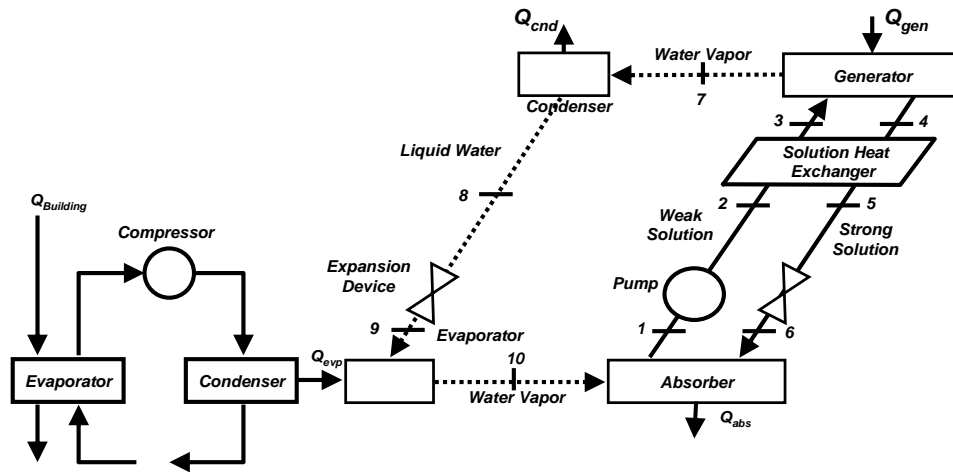 Q_cnd
Q_gen
Water Vapor
7
Generator
Condenser
3
4
Liquid Water
Solution Heat
Exchanger
8
2
5
Q_Building
Weak
Solution
Strong
Solution
Compressor
Expansion
Device
Pump
9
Evaporator
1
6
Q_evp
10
Evaporator
Condenser
Absorber
Water Vapor
Q_abs